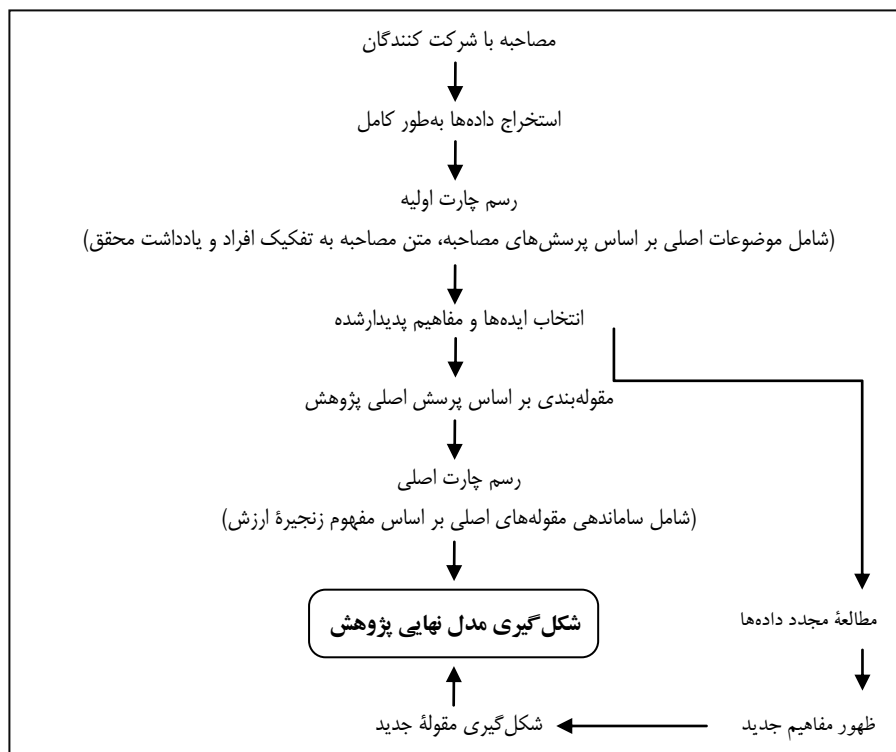 مصاحبه با شرکت کنندگان
استخراج داده‌ها به‌طور کامل
رسم چارت اولیه
(شامل موضوعات اصلی بر اساس پرسش‌های مصاحبه، متن مصاحبه به تفکیک افراد و یادداشت محقق)
انتخاب ایده‌ها و مفاهیم پدیدارشده
مقوله‌بندی بر اساس پرسش اصلی پژوهش
رسم چارت اصلی
(شامل ساماندهی مقوله‌های اصلی بر اساس مفهوم زنجیرۀ ارزش)
شکل‌گیری مدل نهایی پژوهش
مطالعۀ مجدد داده‌ها
ظهور مفاهیم جدید
شکل‌گیری مقولۀ جدید